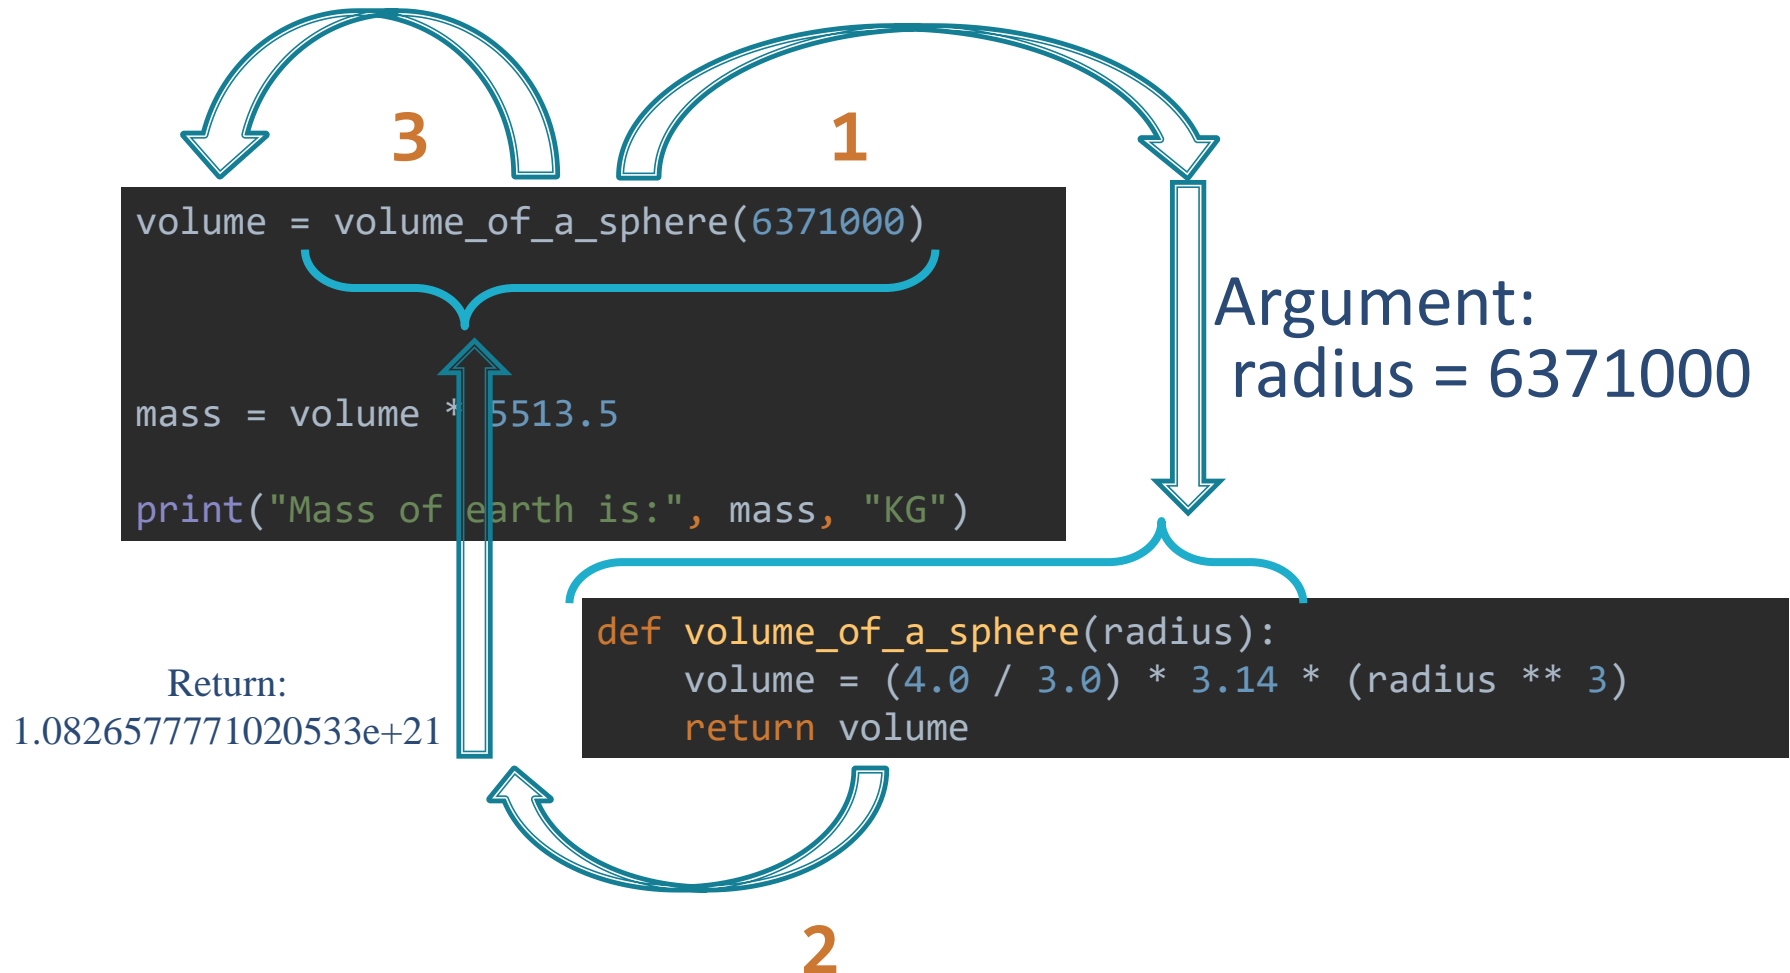 3
1
volume = volume_of_a_sphere(6371000)
mass = volume * 5513.5
print("Mass of earth is:", mass, "KG")
Argument:
radius = 6371000
def volume_of_a_sphere(radius):
    volume = (4.0 / 3.0) * 3.14 * (radius ** 3)
    return volume
Return:
1.0826577771020533e+21
2